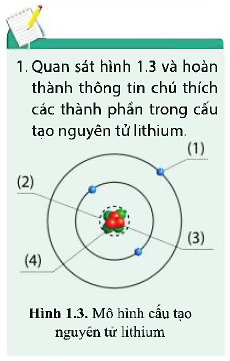 1. Quan sát hình 1.3 và hoàn
thành thông tin chú thích
các thành phần trong cấu
tạo nguyên tử lithium.
(1)
(2)
(3)
(4)
Hình 1.3. Mô hình cấu tạo
nguyên tử lithium